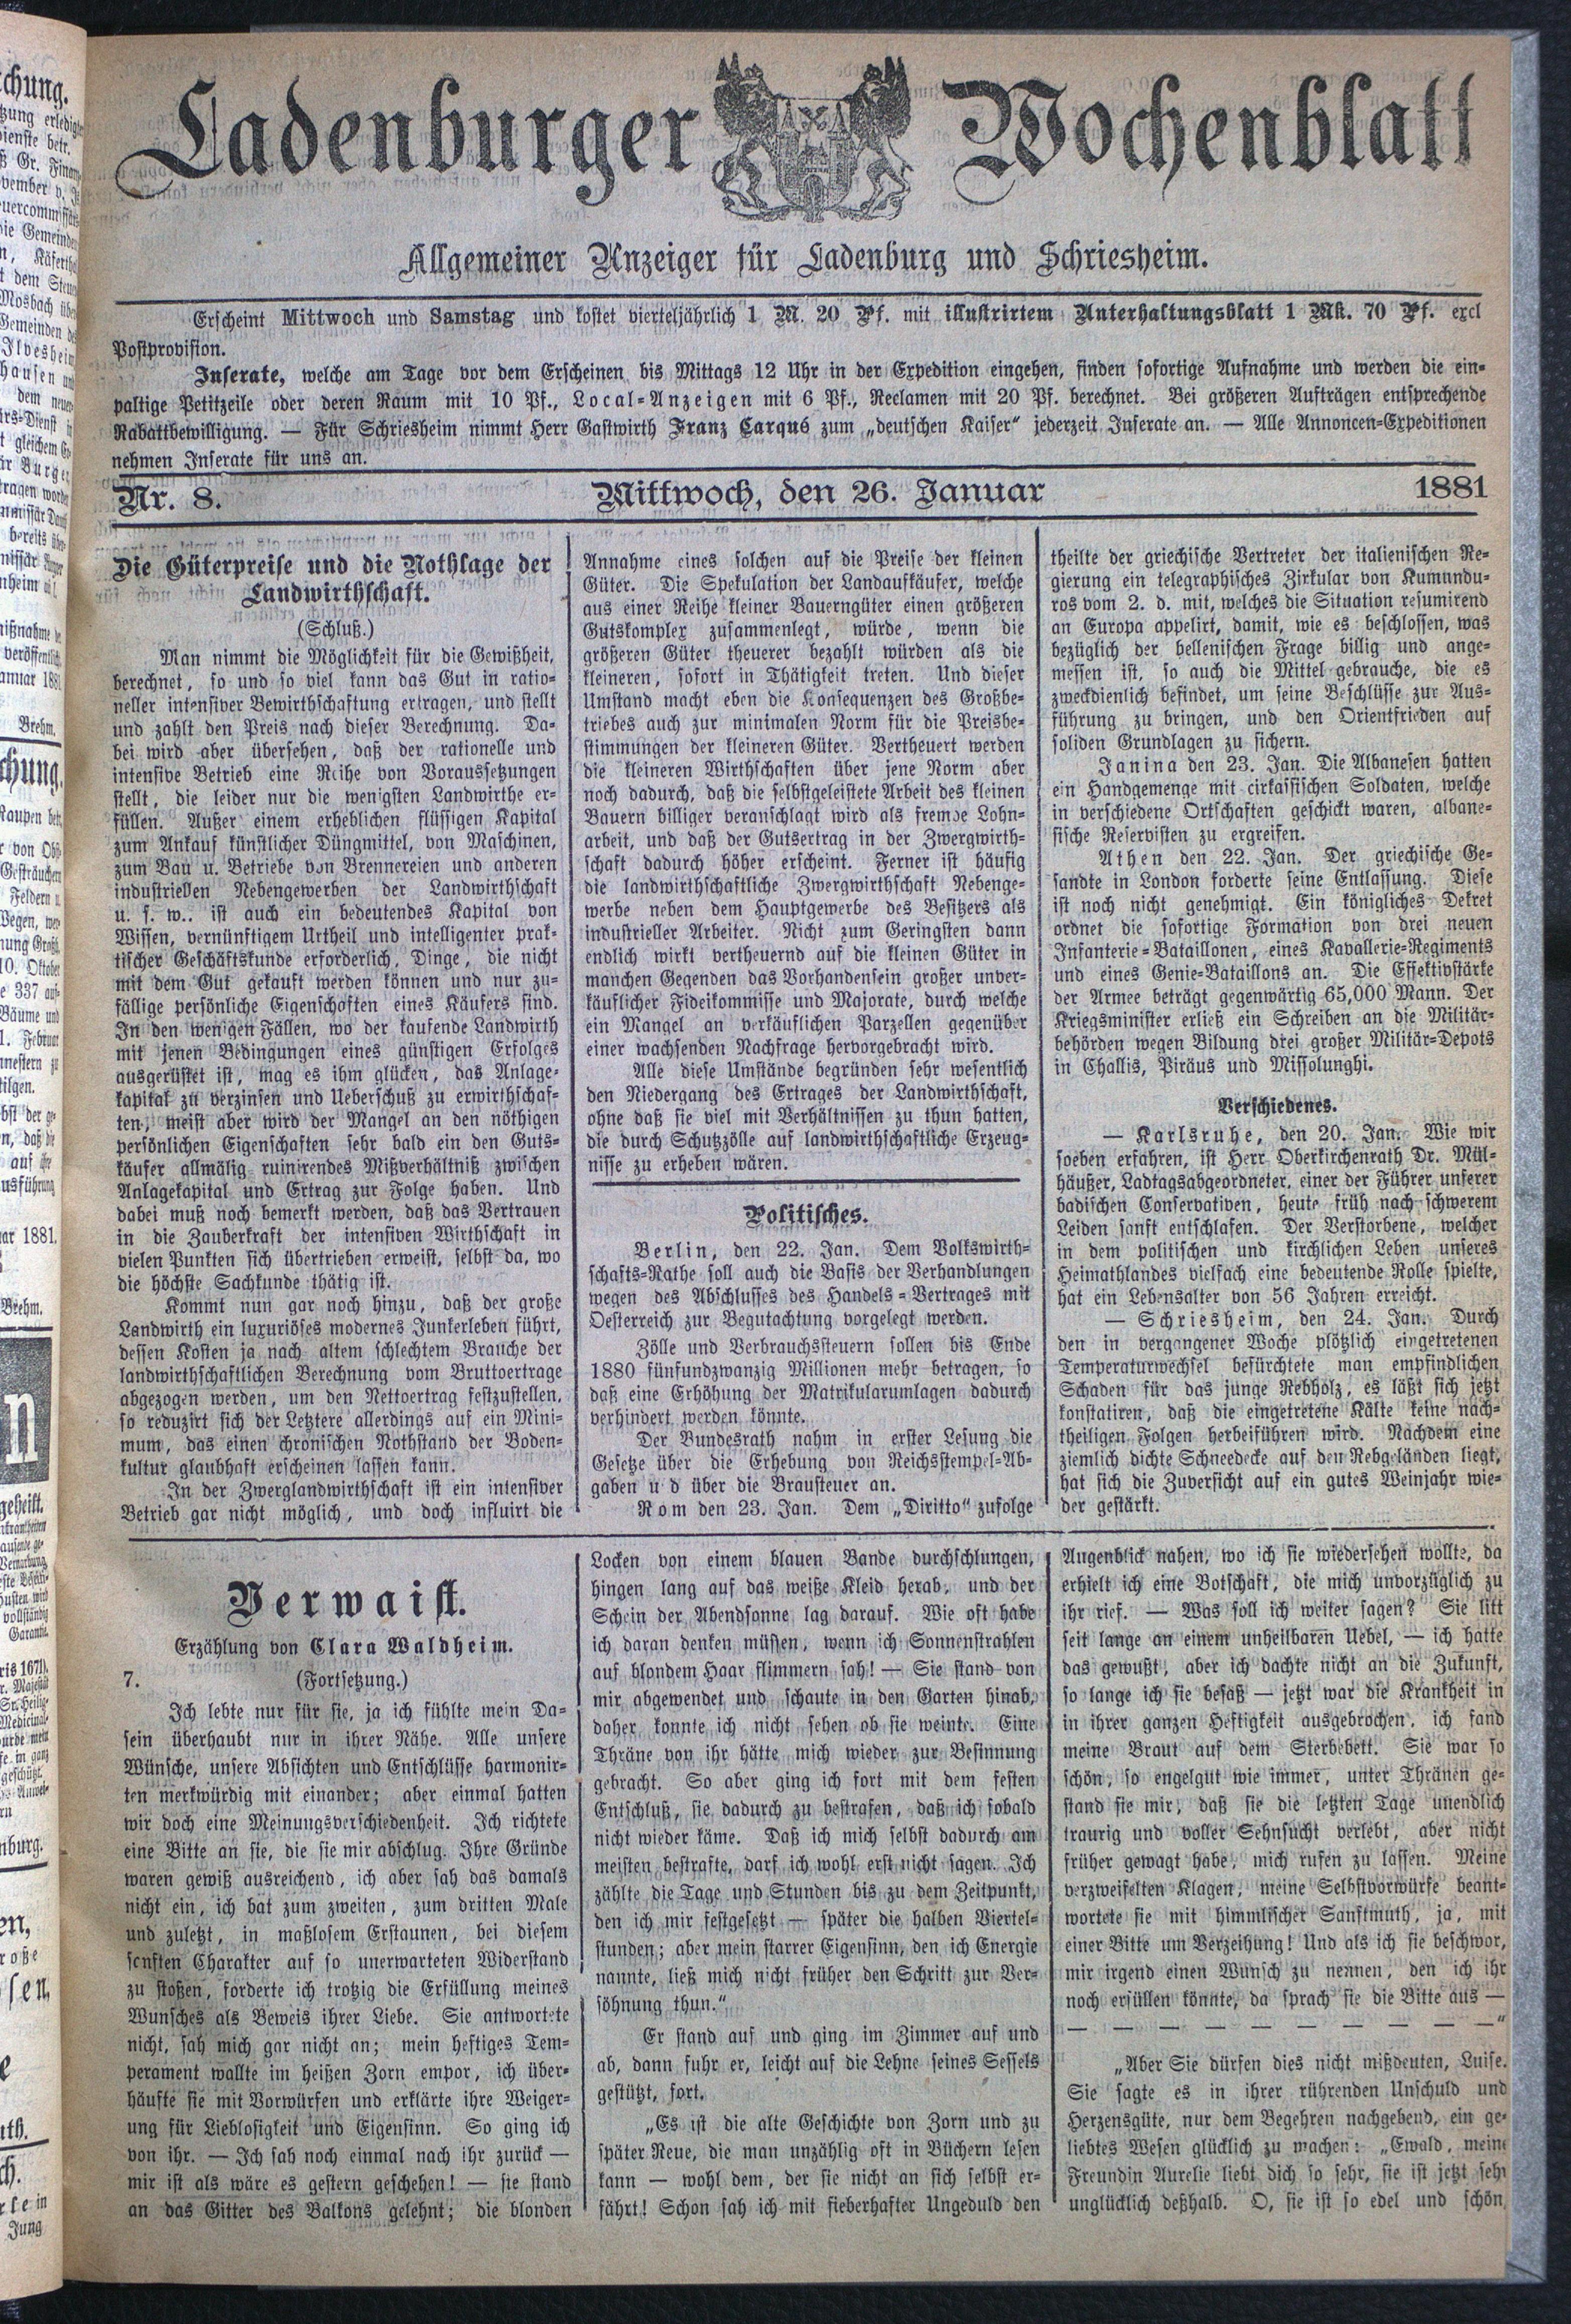 Ladenburger Wochenblatt
Allgemeiner Anzeiger für Ladenburg und Schriesheim.
Erscheint Mittwoch und Samstag und kostet vierteljährlich 1 M. 20 Pf. mit illustrirtem Unterhaltungsblatt 1 Mk. 70 Pf. excl
Postprovision.
Inserate, welche am Tage vor dem Erscheinen bis Mittags 12 Uhr in der Expedition eingehen, finden sofortige Aufnahme und werden die ein-
paltige Petitzeile oder deren Raum mit 10 Pf., Local-Anzeigen mit 6 Pf., Reclamen mit 20 Pf. berechnet. Bei größeren Aufträgen entsprechende
Rabattbewilligung. — Für Schriesheim nimmt Herr Gastwirth Franz Carqué zum „deutschen Kaiser“ jederzeit Inserate an. — Alle Annoncen-Expeditionen
nehmen Inserate für uns an.
Nr. 8. Mittwoch, den 26. Januar 1881
Die Güterpreise und die Nothlage der
Landwirthschaft.
(Schluß.)
Man nimmt die Möglichkeit für die Gewißheit,
berechnet, so und so viel kann das Gut in ratio-
neller intensiver Bewirthschaftung ertragen, und stellt
und zahlt den Preis nach dieser Berechnung. Da-
bei wird aber übersehen, daß der rationelle und
intensive Betrieb eine Reihe von Voraussetzungen
stellt, die leider nur die wenigsten Landwirthe er-
füllen. Außer einem erheblichen flüssigen Kapital
zum Ankauf künstlicher Düngmittel, von Maschinen,
zum Bau u. Betriebe von Brennereien und anderen
industriellen Nebengewerben der Landwirthschaft
u. s. w.. ist auch ein bedeutendes Kapital von
Wissen, vernünftigem Urtheil und intelligenter prak-
tischer Geschäftskunde erforderlich, Dinge, die nicht
mit dem Gut gekauft werden können und nur zu-
fällige persönliche Eigenschaften eines Käufers sind.
In den wenigen Fällen, wo der kaufende Landwirth
mit jenen Bedingungen eines günstigen Erfolges
ausgerüstet ist, mag es ihm glücken, das Anlage-
kapital zu verzinsen und Ueberschuß zu erwirthschaf-
ten, meist aber wird der Mangel an den nöthigen
persönlichen Eigenschaften sehr bald ein den Guts-
käufer allmälig ruinirendes Mißverhältniß zwischen
Anlagekapital und Ertrag zur Folge haben. Und
dabei muß noch bemerkt werden, daß das Vertrauen
in die Zauberkraft der intensiven Wirthschaft in
vielen Punkten sich übertrieben erweist, selbst da, wo
die höchste Sachkunde thätig ist.
Kommt nun gar noch hinzu, daß der große
Landwirth ein luxuriöses modernes Junkerleben führt,
dessen Kosten ja nach altem schlechtem Brauche der
landwirthschaftlichen Berechnung vom Bruttoertrage
abgezogen werden, um den Nettoertrag festzustellen,
so reduzirt sich der Letztere allerdings auf ein Mini-
mum, das einen chronischen Nothstand der Boden-
kultur glaubhaft erscheinen lassen kann.
In der Zwerglandwirthschaft ist ein intensiver
Betrieb gar nicht möglich, und doch influirt die
Annahme eines solchen auf die Preise der kleinen
Güter. Die Spekulation der Landaufkäufer, welche
aus einer Reihe kleiner Bauerngüter einen größeren
Gutskomplex zusammenlegt, würde, wenn die
größeren Güter theuerer bezahlt würden als die
kleineren, sofort in Thätigkeit treten. Und dieser
Umstand macht eben die Konsequenzen des Großbe-
triebes auch zur minimalen Norm für die Preisbe-
stimmungen der kleineren Güter. Vertheuert werden
die kleineren Wirthschaften über jene Norm aber
noch dadurch, daß die selbstgeleistete Arbeit des kleinen
Bauern billiger veranschlagt wird als fremde Lohn-
arbeit, und daß der Gutsertrag in der Zwergwirth-
schaft dadurch höher erscheint. Ferner ist häufig
die landwirthschaftliche Zwergwirthschaft Nebenge-
werbe neben dem Hauptgewerbe des Besitzers als
industrieller Arbeiter. Nicht zum Geringsten dann
endlich wirkt vertheuernd auf die kleinen Güter in
manchen Gegenden das Vorhandensein großer unver-
käuflicher Fideikommisse und Majorate, durch welche
ein Mangel an verkäuflichen Parzellen gegenüber
einer wachsenden Nachfrage hervorgebracht wird.
Alle diese Umstände begründen sehr wesentlich
den Niedergang des Ertrages der Landwirthschaft,
ohne daß sie viel mit Verhältnissen zu thun hatten,
die durch Schutzzölle auf landwirthschaftliche Erzeug-
nisse zu erheben wären.
Politisches.
Berlin, den 22. Jan. Dem Volkswirth-
schafts-Rathe soll auch die Basis der Verhandlungen
wegen des Abschlusses des Handels-Vertrages mit
Oesterreich zur Begutachtung vorgelegt werden.
Zölle und Verbrauchssteuern sollen bis Ende
1880 fünfundzwanzig Millionen mehr betragen, so
daß eine Erhöhung der Matrikularumlagen dadurch
verhindert werden könnte.
Der Bundesrath nahm in erster Lesung die
Gesetze über die Erhebung von Reichsstempel-Ab-
gaben u d über die Brausteuer an.
Rom den 23. Jan. Dem „Diritto“ zufolge
theilte der griechische Vertreter der italienischen Re-
gierung ein telegraphisches Zirkular von Kumundu-
ros vom 2. d. mit, welches die Situation resumirend
an Europa appelirt, damit, wie es beschlossen, was
bezüglich der hellenischen Frage billig und ange-
messen ist, so auch die Mittel gebrauche, die es
zweckdienlich befindet, um seine Beschlüsse zur Aus-
führung zu bringen, und den Orientfrieden auf
soliden Grundlagen zu sichern.
Janina den 23. Jan. Die Albanesen hatten
ein Handgemenge mit cirkassischen Soldaten, welche
in verschiedene Ortschaften geschickt waren, albane-
sische Reservisten zu ergreifen.
Athen den 22. Jan. Der griechische Ge-
sandte in London forderte seine Entlassung. Diese
ist noch nicht genehmigt. Ein königliches Dekret
ordnet die sofortige Formation von drei neuen
Infanterie-Bataillonen, eines Kavallerie-Regiments
und eines Genie-Bataillons an. Die Effektivstärke
der Armee beträgt gegenwärtig 65,000 Mann. Der
Kriegsminister erließ ein Schreiben an die Militär-
behörden wegen Bildung drei großer Militär-Depots
in Challis, Piräus und Missolunghi.
Verschiedenes.
— Karlsruhe, den 20. Jan. Wie wir
soeben erfahren, ist Herr Oberkirchenrath Dr. Mül-
häußer, Ladtagsabgeordneter, einer der Führer unserer
badischen Conservativen, heute früh nach schwerem
Leiden sanft entschlafen. Der Verstorbene, welcher
in dem politischen und kirchlichen Leben unseres
Heimathlandes vielfach eine bedeutende Rolle spielte,
hat ein Lebensalter von 56 Jahren erreicht.
— Schriesheim, den 24. Jan. Durch
den in vergangener Woche plötzlich eingetretenen
Temperaturwechsel befürchtete man empfindlichen
Schaden für das junge Rebholz, es läßt sich jetzt
konstatiren, daß die eingetretene Kälte keine nach-
theiligen Folgen herbeiführen wird. Nachdem eine
ziemlich dichte Schneedecke auf den Rebgeländen liegt,
hat sich die Zuversicht auf ein gutes Weinjahr wie-
der gestärkt.
Verwaist.
Erzählung von Clara Waldheim.
7. (Fortsetzung.)
Ich lebte nur für sie, ja ich fühlte mein Da-
sein überhaubt nur in ihrer Nähe. Alle unsere
Wünsche, unsere Absichten und Entschlüsse harmonir-
ten merkwürdig mit einander; aber einmal hatten
wir doch eine Meinungsverschiedenheit. Ich richtete
eine Bitte an sie, die sie mir abschlug. Ihre Gründe
waren gewiß ausreichend, ich aber sah das damals
nicht ein, ich bat zum zweiten, zum dritten Male
und zuletzt, in maßlosem Erstaunen, bei diesem
senften Charakter auf so unerwarteten Widerstand
zu stoßen, forderte ich trotzig die Erfüllung meines
Wunsches als Beweis ihrer Liebe. Sie antwortete
nicht, sah mich gar nicht an; mein heftiges Tem-
perament wallte im heißen Zorn empor, ich über-
häufte sie mit Vorwürfen und erklärte ihre Weiger-
ung für Lieblosigkeit und Eigensinn. So ging ich
von ihr. — Ich sah noch einmal nach ihr zurück —
mir ist als wäre es gestern geschehen! — sie stand
an das Gitter des Balkons gelehnt; die blonden
Locken von einem blauen Bande durchschlungen,
hingen lang auf das weiße Kleid herab, und der
Schein der Abendsonne lag darauf. Wie oft habe
ich daran denken müssen, wenn ich Sonnenstrahlen
auf blondem Haar flimmern sah! — Sie stand von
mir abgewendet und schaute in den Garten hinab,
daher konnte ich nicht sehen ob sie weinte. Eine
Thräne von ihr hätte mich wieder zur Besinnung
gebracht. So aber ging ich fort mit dem festen
Entschluß, sie dadurch zu bestrafen, daß ich sobald
nicht wieder käme. Daß ich mich selbst dadurch am
meisten bestrafte, darf ich wohl erst nicht sagen. Ich
zählte die Tage und Stunden bis zu dem Zeitpunkt,
den ich mir festgesetzt — später die halben Viertel-
stunden; aber mein starrer Eigensinn, den ich Energie
nannte, ließ mich nicht früher den Schritt zur Ver-
söhnung thun.“
Er stand auf und ging im Zimmer auf und
ab, dann fuhr er, leicht auf die Lehne seines Sessels
gestützt, fort.
„Es ist die alte Geschichte von Zorn und zu
später Reue, die man unzählig oft in Büchern lesen
kann — wohl dem, der sie nicht an sich selbst er-
fährt! Schon sah ich mit fieberhafter Ungeduld den
Augenblick nahen, wo ich sie wiedersehen wollte, da
erhielt ich eine Botschaft, die mich unvorzüglich zu
ihr rief. — Was soll ich weiter sagen? Sie litt
seit lange an einem unheilbaren Uebel, — ich hatte
das gewußt, aber ich dachte nicht an die Zukunft,
so lange ich sie besaß — jetzt war die Krankheit in
in ihrer ganzen Heftigkeit ausgebrochen, ich fand
meine Braut auf dem Sterbebett. Sie war so
schön, so engelgut wie immer, unter Thränen ge-
stand sie mir, daß sie die letzten Tage unendlich
traurig und voller Sehnsucht verlebt, aber nicht
früher gewagt habe, mich rufen zu lassen. Meine
verzweifelten Klagen, meine Selbstvorwürfe beant-
wortete sie mit himmlischer Sanftmuth, ja, mit
einer Bitte um Verzeihung! Und als ich sie beschwor,
mir irgend einen Wunsch zu nennen, den ich ihr
noch erfüllen könnte, da sprach sie die Bitte aus —
— — — — — — — — — —“
„Aber Sie dürfen dies nicht mißdeuten, Luise.
Sie sagte es in ihrer rührenden Unschuld und
Herzensgüte, nur dem Begehren nachgebend, ein ge-
liebtes Wesen glücklich zu machen: „Ewald, meine
Freundin Aurelie liebt dich so sehr, sie ist jetzt sehr
unglücklich deßhalb. O, sie ist so edel und schön,